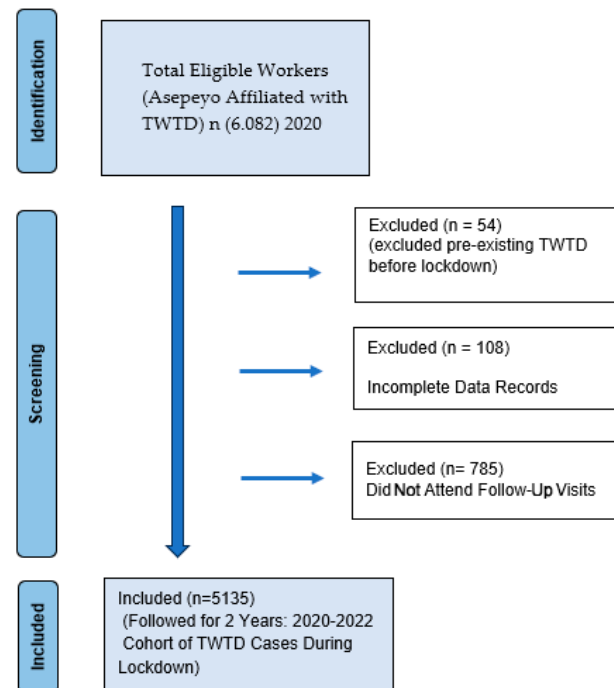 Identification
Total Eligible Workers
(Asepeyo Affiliated with
TWTD) n (6.082) 2020
Screening
Excluded (n = 54)
(excluded pre-existing TWTD
before lockdown)
Excluded (n = 108)
Incomplete Data Records
Excluded (n= 785)
Did Not Attend Follow-Up Visits
Included
Included (n=5135)
(Followed for 2 Years: 2020-2022
Cohort of TWTD Cases During
Lockdown)